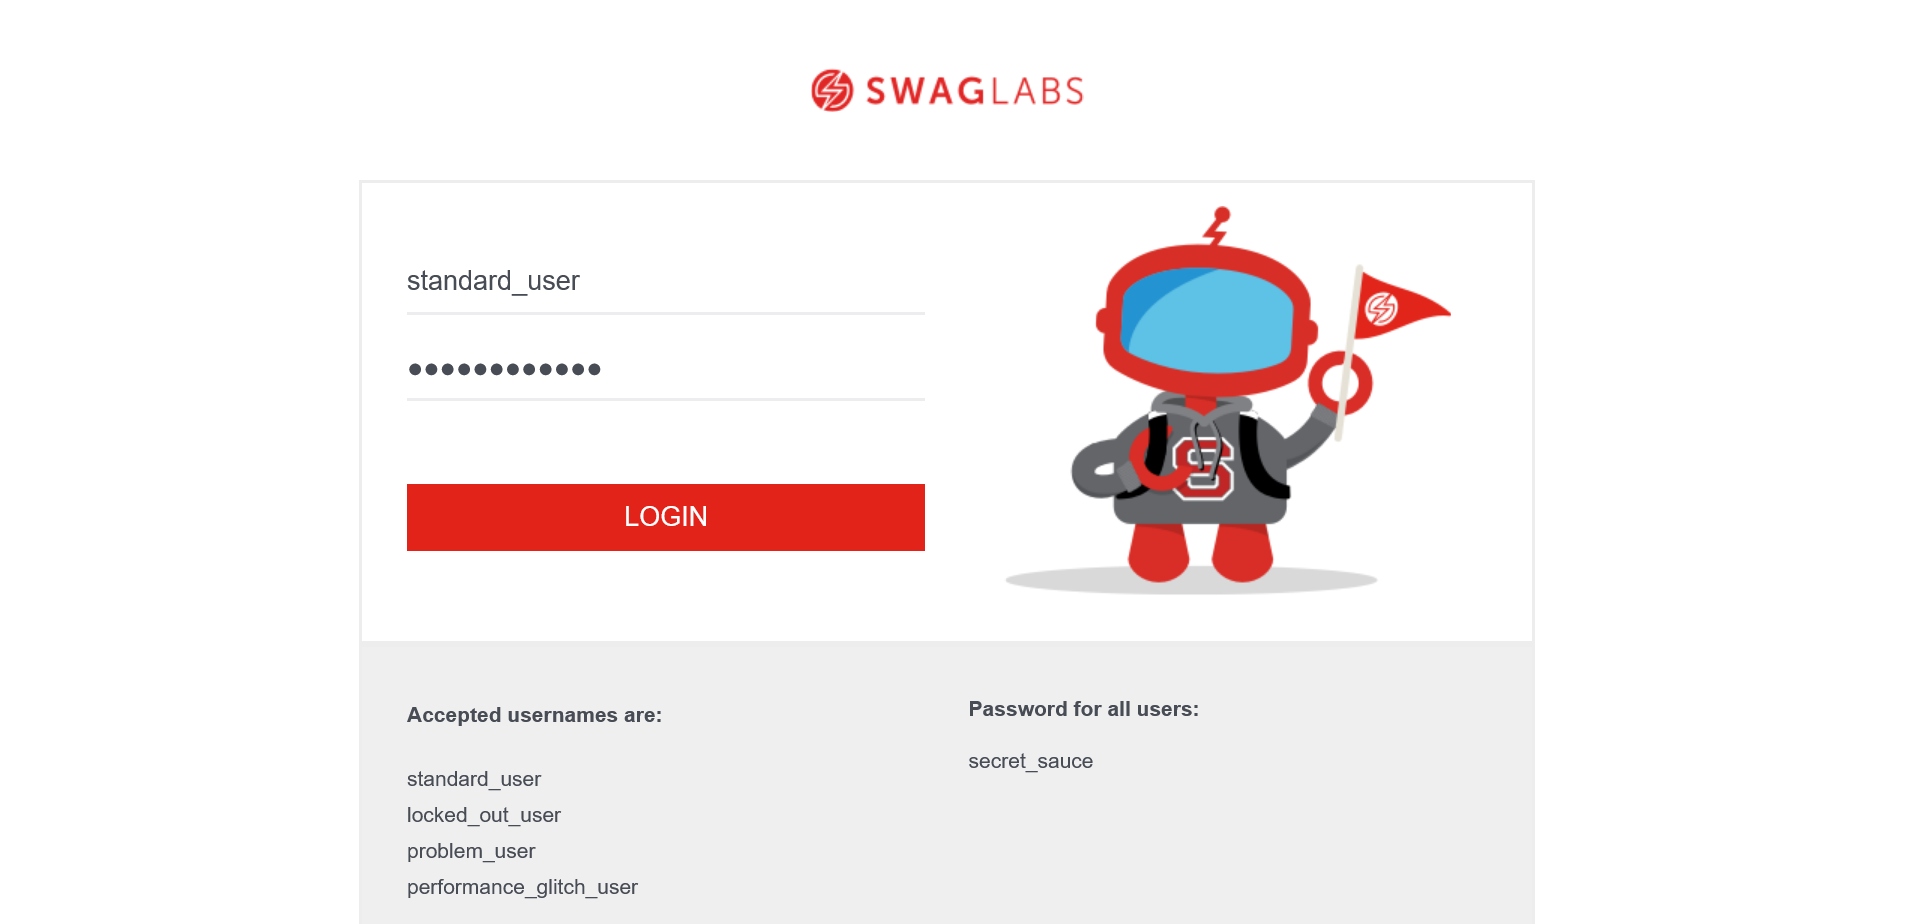 SWAGLABS
standard_user
••••••••••••
LOGIN
S
Accepted usernames are:
standard_user
locked_out_user
problem_user
performance_glitch_user
Password for all users:
secret_sauce